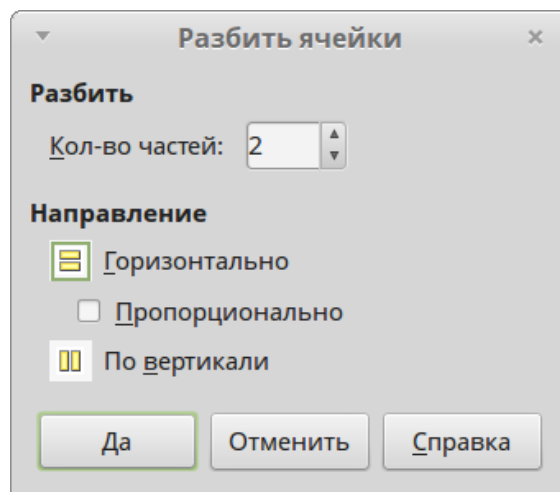 Разбить ячейки
Разбить
Кол-во частей: 2
Направление
Горизонтально
Пропорционально
По вертикали
Да Отменить Справка